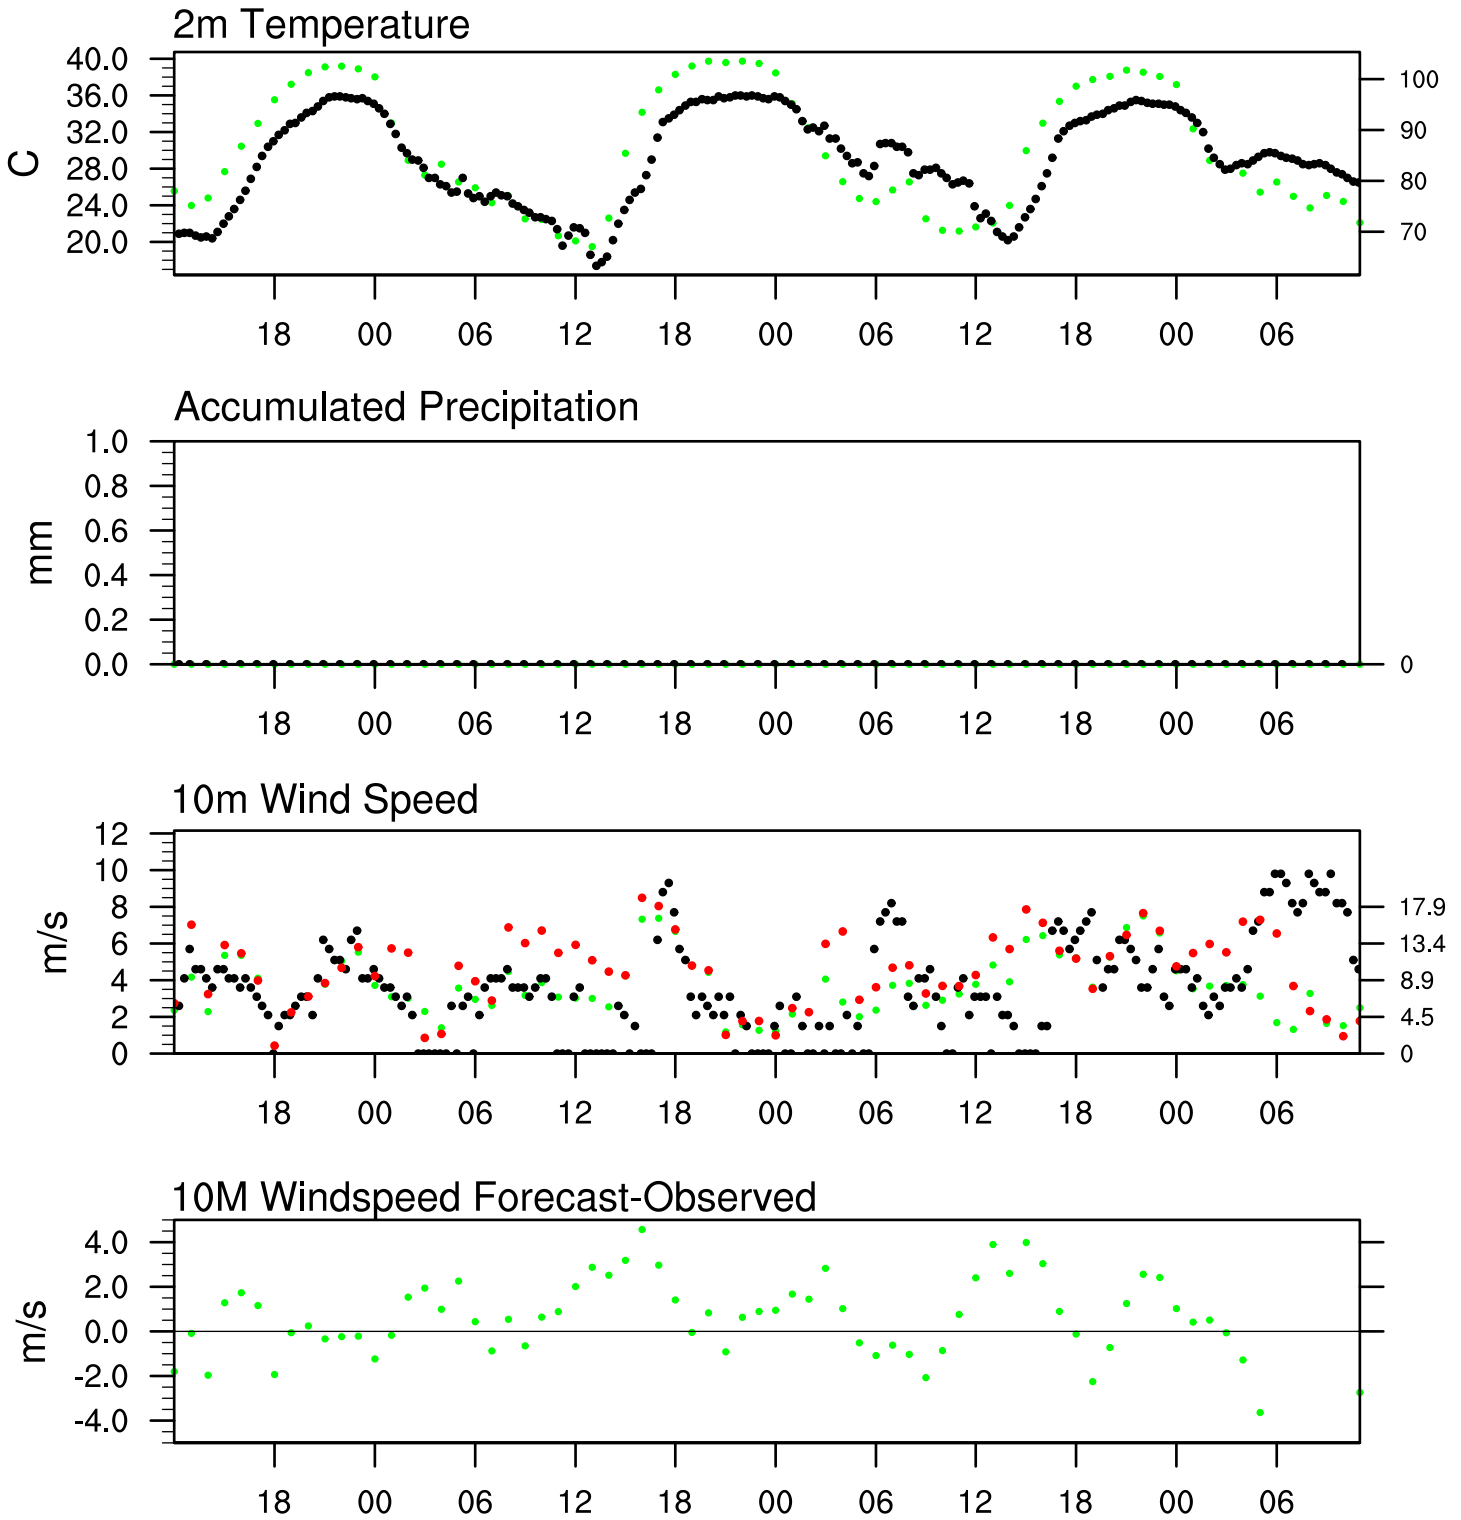 2m Temperature
40.0
36.0
32.0
28.0
24.0
20.0
C
100
90
80
70
18 00 06 12 18 00 06 12 18 00 06
Accumulated Precipitation
1.0
0.8
0.6
0.4
0.2
0.0
mm
0
18 00 06 12 18 00 06 12 18 00 06
10m Wind Speed
12
10
8
6
4
2
0
m/s
17.9
13.4
8.9
4.5
0
18 00 06 12 18 00 06 12 18 00 06
10M Windspeed Forecast-Observed
4.0
2.0
0.0
-2.0
-4.0
m/s
18 00 06 12 18 00 06 12 18 00 06